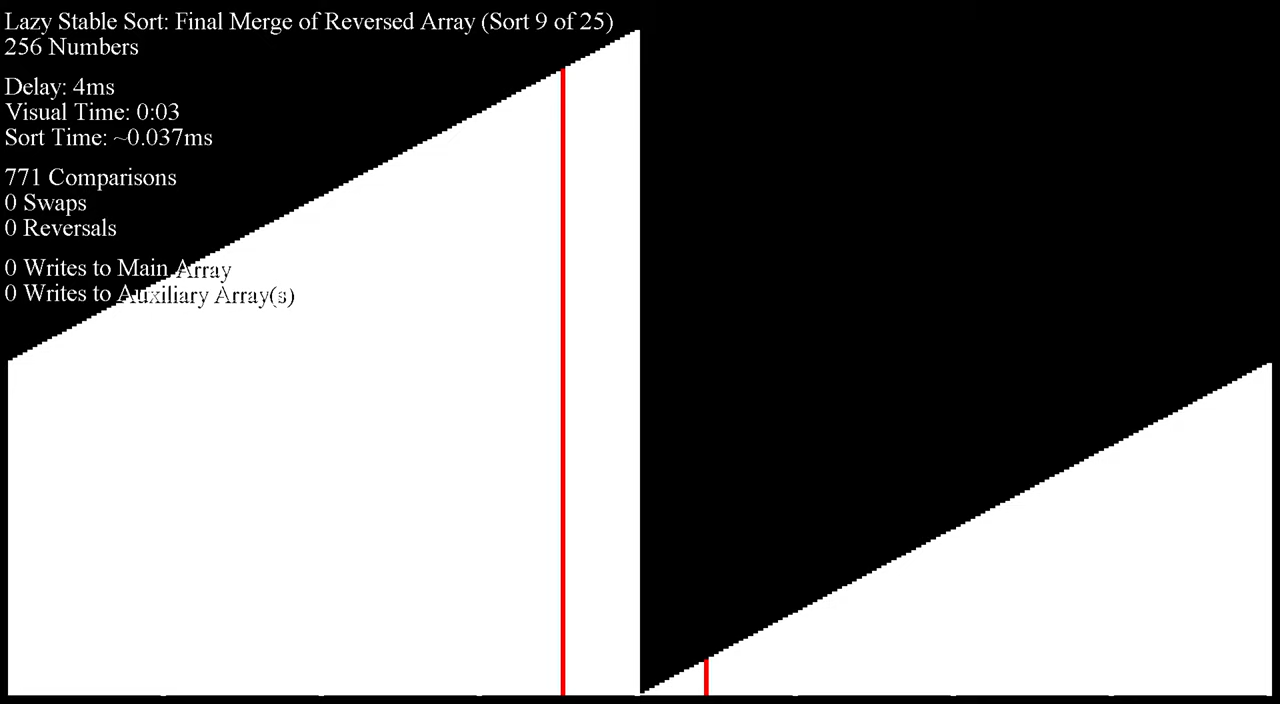 Lazy Stable Sort: Final Merge of Reversed Array (Sort 9 of 25)
256 Numbers
Delay: 4ms
Visual Time: 0:03
Sort Time: ~0.037ms
771 Comparisons
0 Swaps
0 Reversals
0 Writes to Main Array
0 Writes to Auxiliary Array(s)